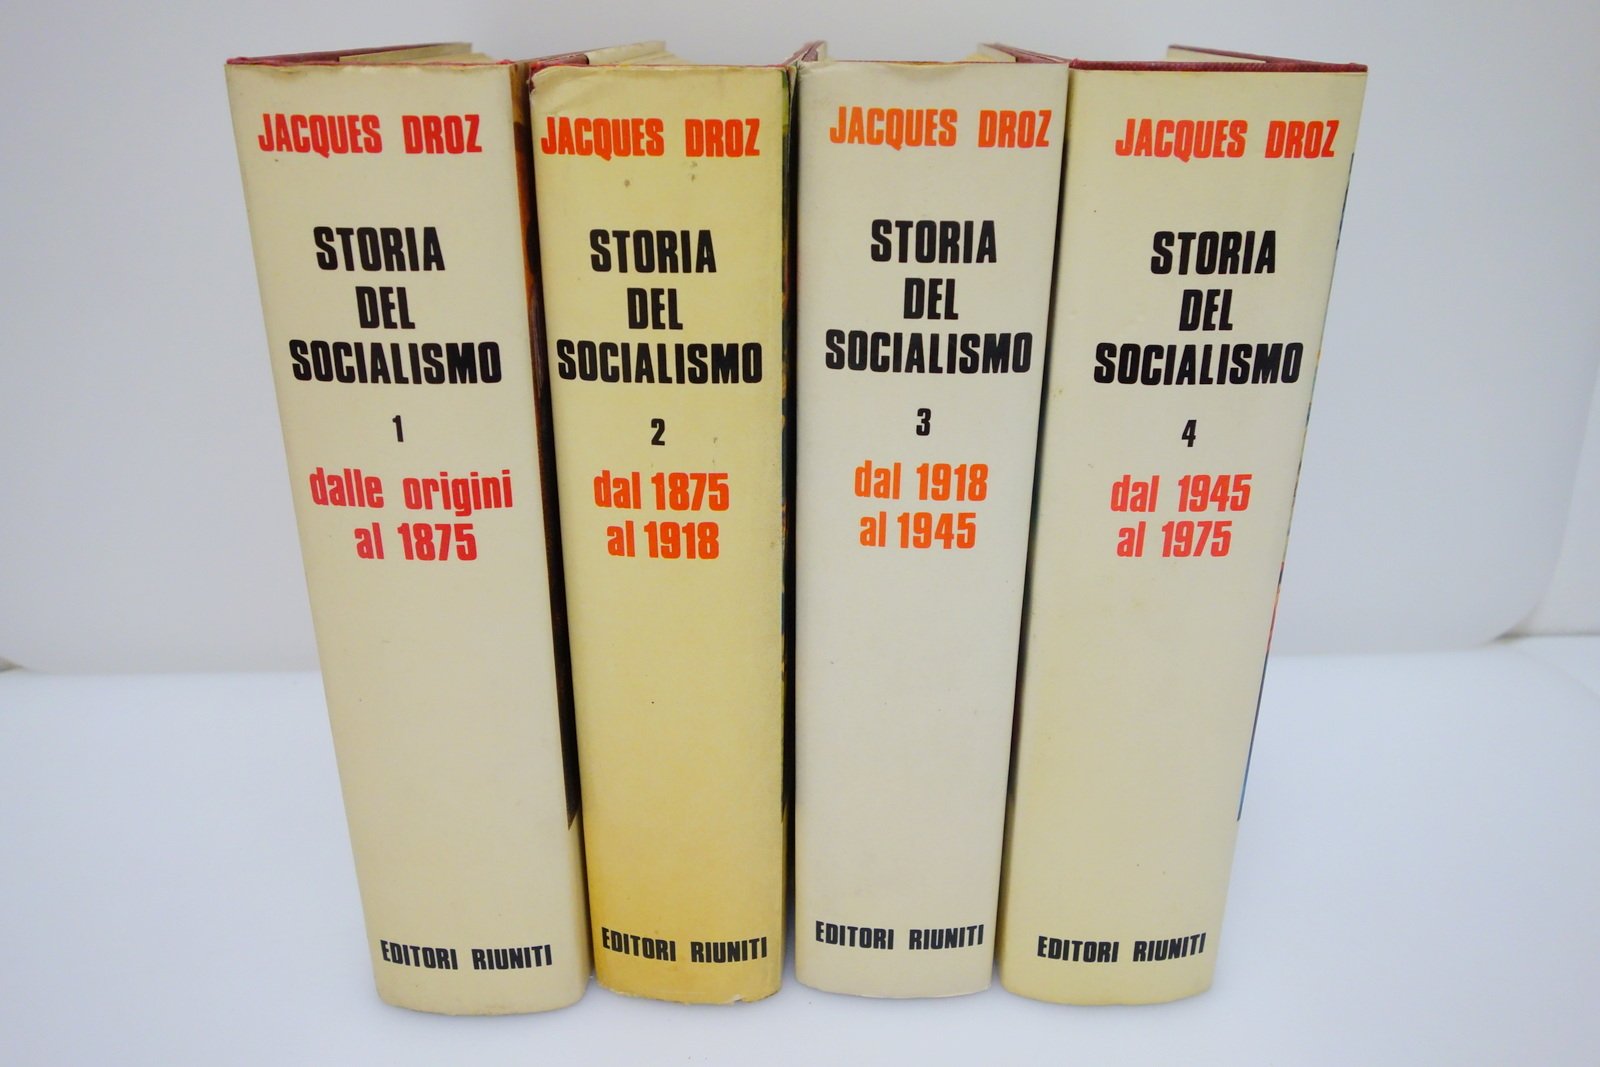 JACQUES DROZ
STORIA
DEL
SOCIALISMO
1
dalle origini
al 1875
EDITORI RIUNITI
JACQUES DROZ
STORIA
DEL
SOCIALISMO
2
dal 1875
al 1918
EDITORI RIUNITI
JACQUES DROZ
STORIA
DEL
SOCIALISMO
3
dal 1918
al 1945
EDITORI RIUNITI
JACQUES DROZ
STORIA
DEL
SOCIALISMO
4
dal 1945
al 1975
EDITORI RIUNITI